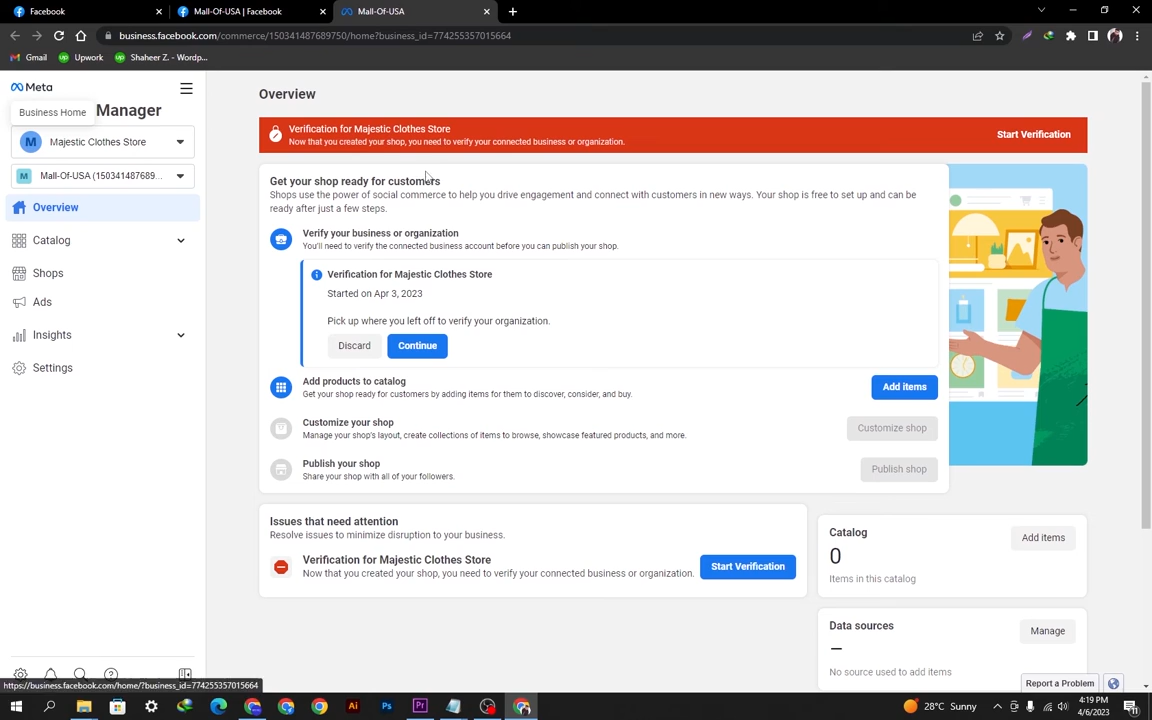 Facebook
Mall-Of-USA | Facebook
Mall-Of-USA
business.facebook.com/commerce/150341487689750/home?business_id=774255357015664
Gmail
Upwork
Shaheer Z. - Wordp...
Meta
Business Home
Manager
Majestic Clothes Store
Mall-Of-USA (150341487689...
Overview
Catalog
Shops
Ads
Insights
Settings
Overview
Verification for Majestic Clothes Store
Now that you created your shop, you need to verify your connected business or organization.
Start Verification
Get your shop ready for customers
Shops use the power of social commerce to help you drive engagement and connect with customers in new ways. Your shop is free to set up and can be
ready after just a few steps.
Verify your business or organization
You'll need to verify the connected business account before you can publish your shop.
Verification for Majestic Clothes Store
Started on Apr 3, 2023
Pick up where you left off to verify your organization.
Discard
Continue
Add products to catalog
Get your shop ready for customers by adding items for them to discover, consider, and buy.
Add items
Customize your shop
Manage your shop's layout, create collections of items to browse, showcase featured products, and more.
Customize shop
Publish your shop
Share your shop with all of your followers.
Publish shop
Issues that need attention
Resolve issues to minimize disruption to your business.
Verification for Majestic Clothes Store
Now that you created your shop, you need to verify your connected business or organization.
Start Verification
Catalog
Add items
0
Items in this catalog
Data sources
Manage
No source used to add items
Report a Problem
https://business.facebook.com/home/?business_id=774255357015664
28°C Sunny
4:19 PM
4/6/2023